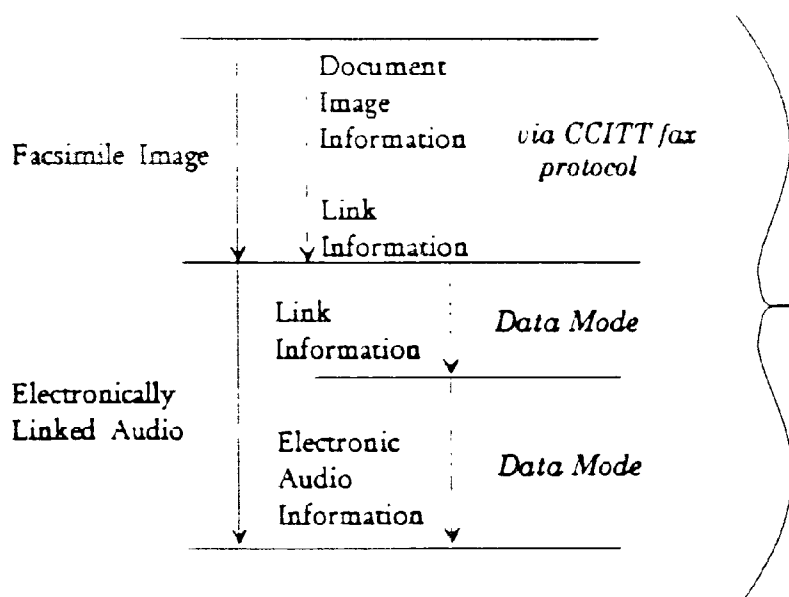 Document
Image
Information
via CCITT fax
protocol
Facsimile Image
Link
Information
Link
Information
Data Mode
Electronically
Linked Audio
Electronic
Audio
Information
Data Mode